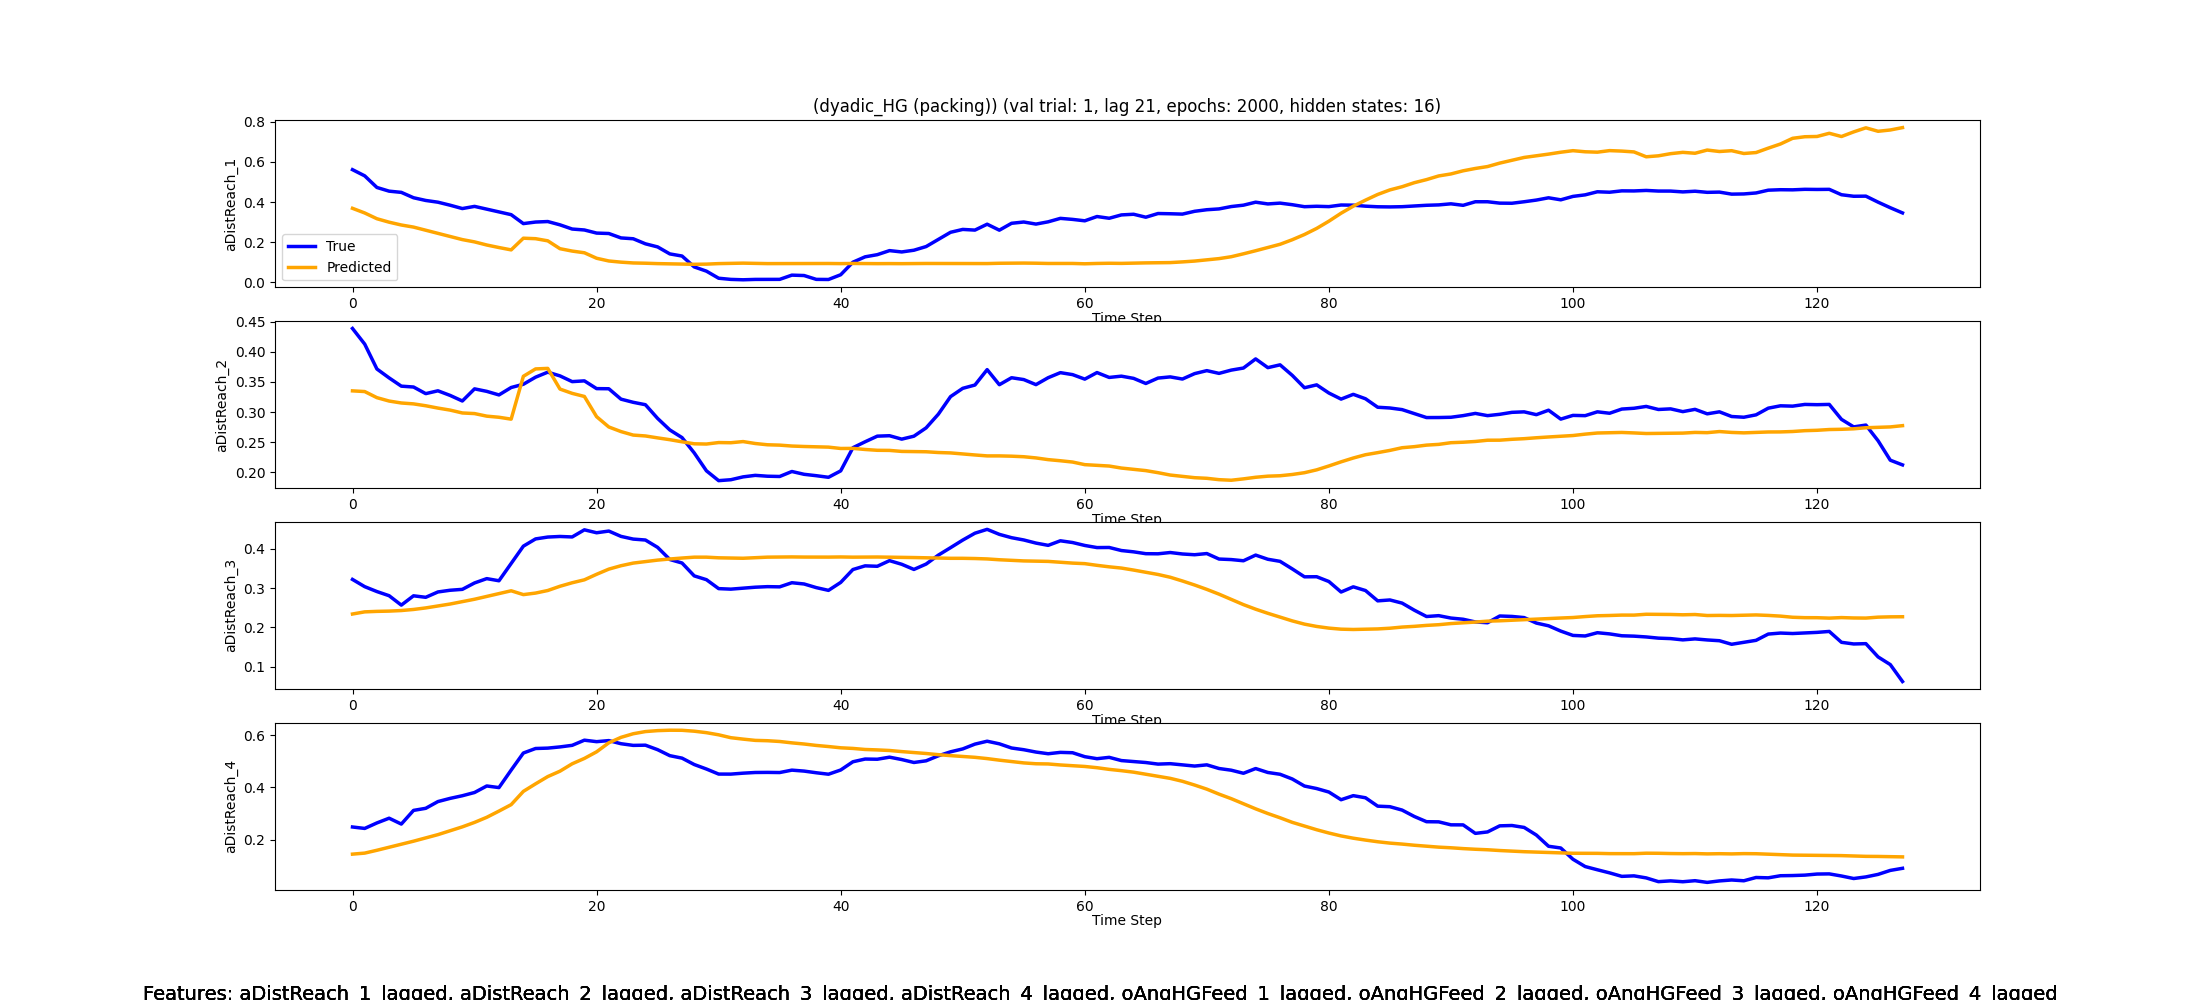 (dyadic_HG (packing)) (val trial: 1, lag 21, epochs: 2000, hidden states: 16)
aDistReach_1
0.8
0.6
0.4
0.2
0.0
True
Predicted
0 20 40 60 80 100 120
Time Step
aDistReach_2
0.45
0.40
0.35
0.30
0.25
0.20
0 20 40 60 80 100 120
Time Step
aDistReach_3
0.4
0.3
0.2
0.1
0 20 40 60 80 100 120
Time Step
aDistReach_4
0.6
0.4
0.2
0 20 40 60 80 100 120
Time Step
Features: aDistReach_1_lagged, aDistReach_2_lagged, aDistReach_3_lagged, aDistReach_4_lagged, oAngHGFeed_1_lagged, oAngHGFeed_2_lagged, oAngHGFeed_3_lagged, oAngHGFeed_4_lagged